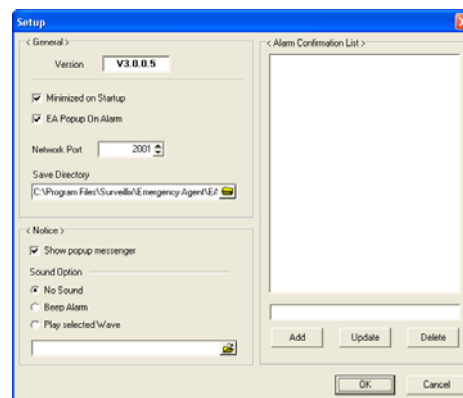 Setup
< General >
Version V3.0.0.5
Minimized on Startup
EA Popup On Alarm
Network Port 2001
Save Directory
C:\Program Files\Surveillix\Emergency Agent\EA
< Notice >
Show popup messenger
Sound Option
No Sound
Beep Alarm
Play selected Wave
< Alarm Confirmation List >
Add Update Delete
OK Cancel